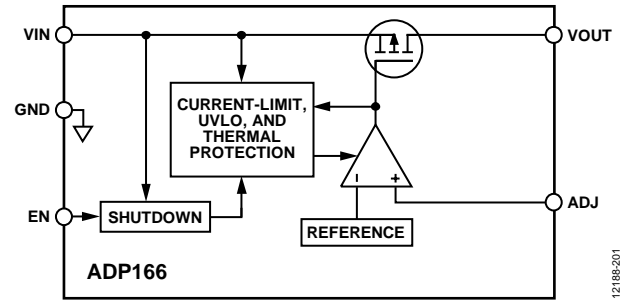 VIN
VOUT
GND
CURRENT-LIMIT,
UVLO, AND
THERMAL
PROTECTION
– +
EN
SHUTDOWN
REFERENCE
ADJ
ADP166
12188-201